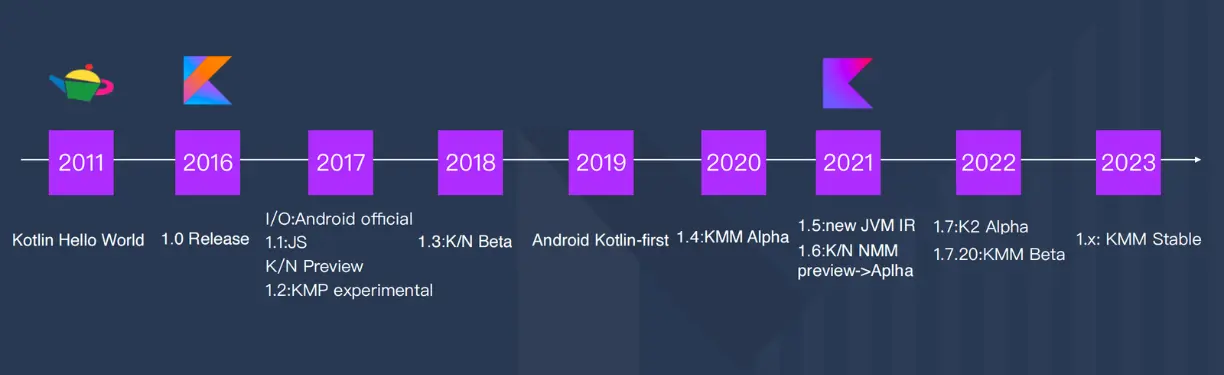 2011
2016
2017
2018
2019
2020
2021
2022
2023
Kotlin Hello World
1.0 Release
I/O:Android official
1.1:JS
K/N Preview
1.2:KMP experimental
1.3:K/N Beta
Android Kotlin-first
1.4:KMM Alpha
1.5:new JVM IR
1.6:K/N NMM
preview->Aplha
1.7:K2 Alpha
1.7.20:KMM Beta
1.x: KMM Stable